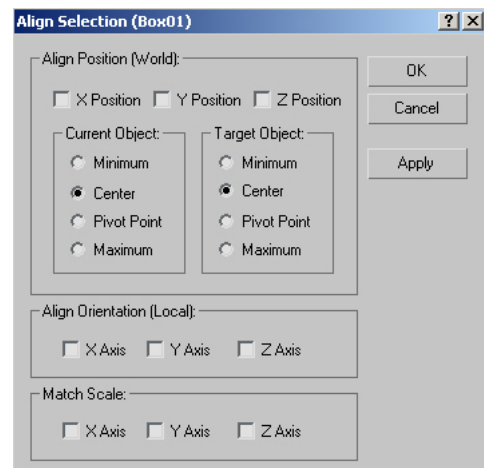 Align Selection (Box01)
Align Position (World):
X Position Y Position Z Position
Current Object:
Minimum
Center
Pivot Point
Maximum
Target Object:
Minimum
Center
Pivot Point
Maximum
Align Orientation (Local):
X Axis Y Axis Z Axis
Match Scale:
X Axis Y Axis Z Axis
OK
Cancel
Apply